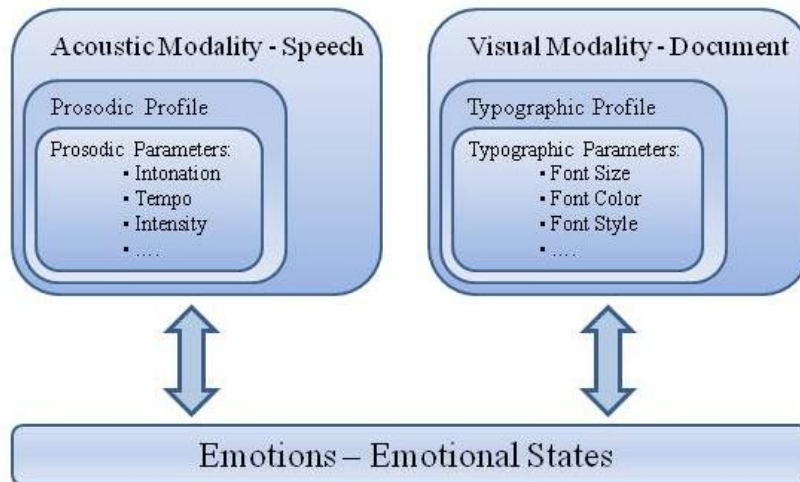 Acoustic Modality - Speech
Prosodic Profile
Prosodic Parameters:
▪ Intonation
▪ Tempo
▪ Intensity
▪ ….
Visual Modality - Document
Typographic Profile
Typographic Parameters:
▪ Font Size
▪ Font Color
▪ Font Style
▪ ….
Emotions – Emotional States